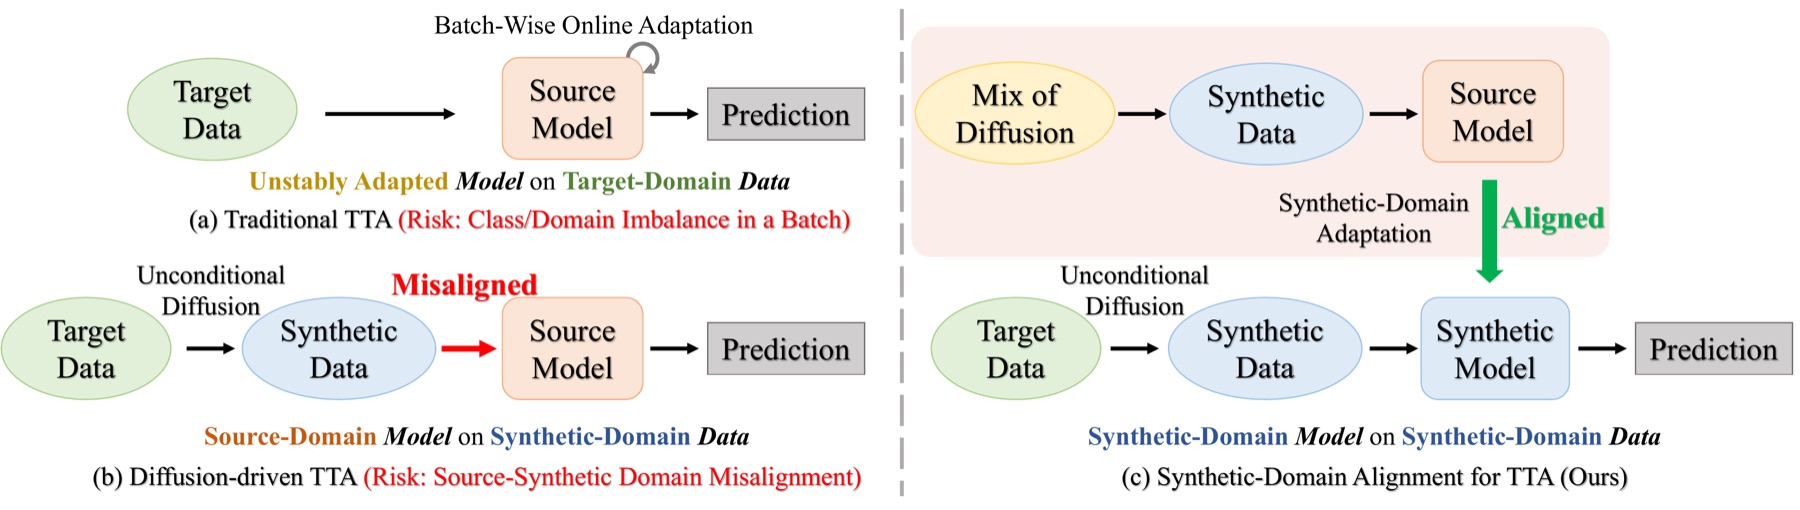 Batch-Wise Online Adaptation
Target
Data
Source
Model
Prediction
Unstably Adapted Model on Target-Domain Data
(a) Traditional TTA (Risk: Class/Domain Imbalance in a Batch)
Target
Data
Unconditional
Diffusion
Synthetic
Data
Misaligned
Source
Model
Prediction
Source-Domain Model on Synthetic-Domain Data
(b) Diffusion-driven TTA (Risk: Source-Synthetic Domain Misalignment)
Mix of
Diffusion
Synthetic
Data
Source
Model
Synthetic-Domain
Adaptation
Aligned
Target
Data
Unconditional
Diffusion
Synthetic
Data
Synthetic
Model
Prediction
Synthetic-Domain Model on Synthetic-Domain Data
(c) Synthetic-Domain Alignment for TTA (Ours)